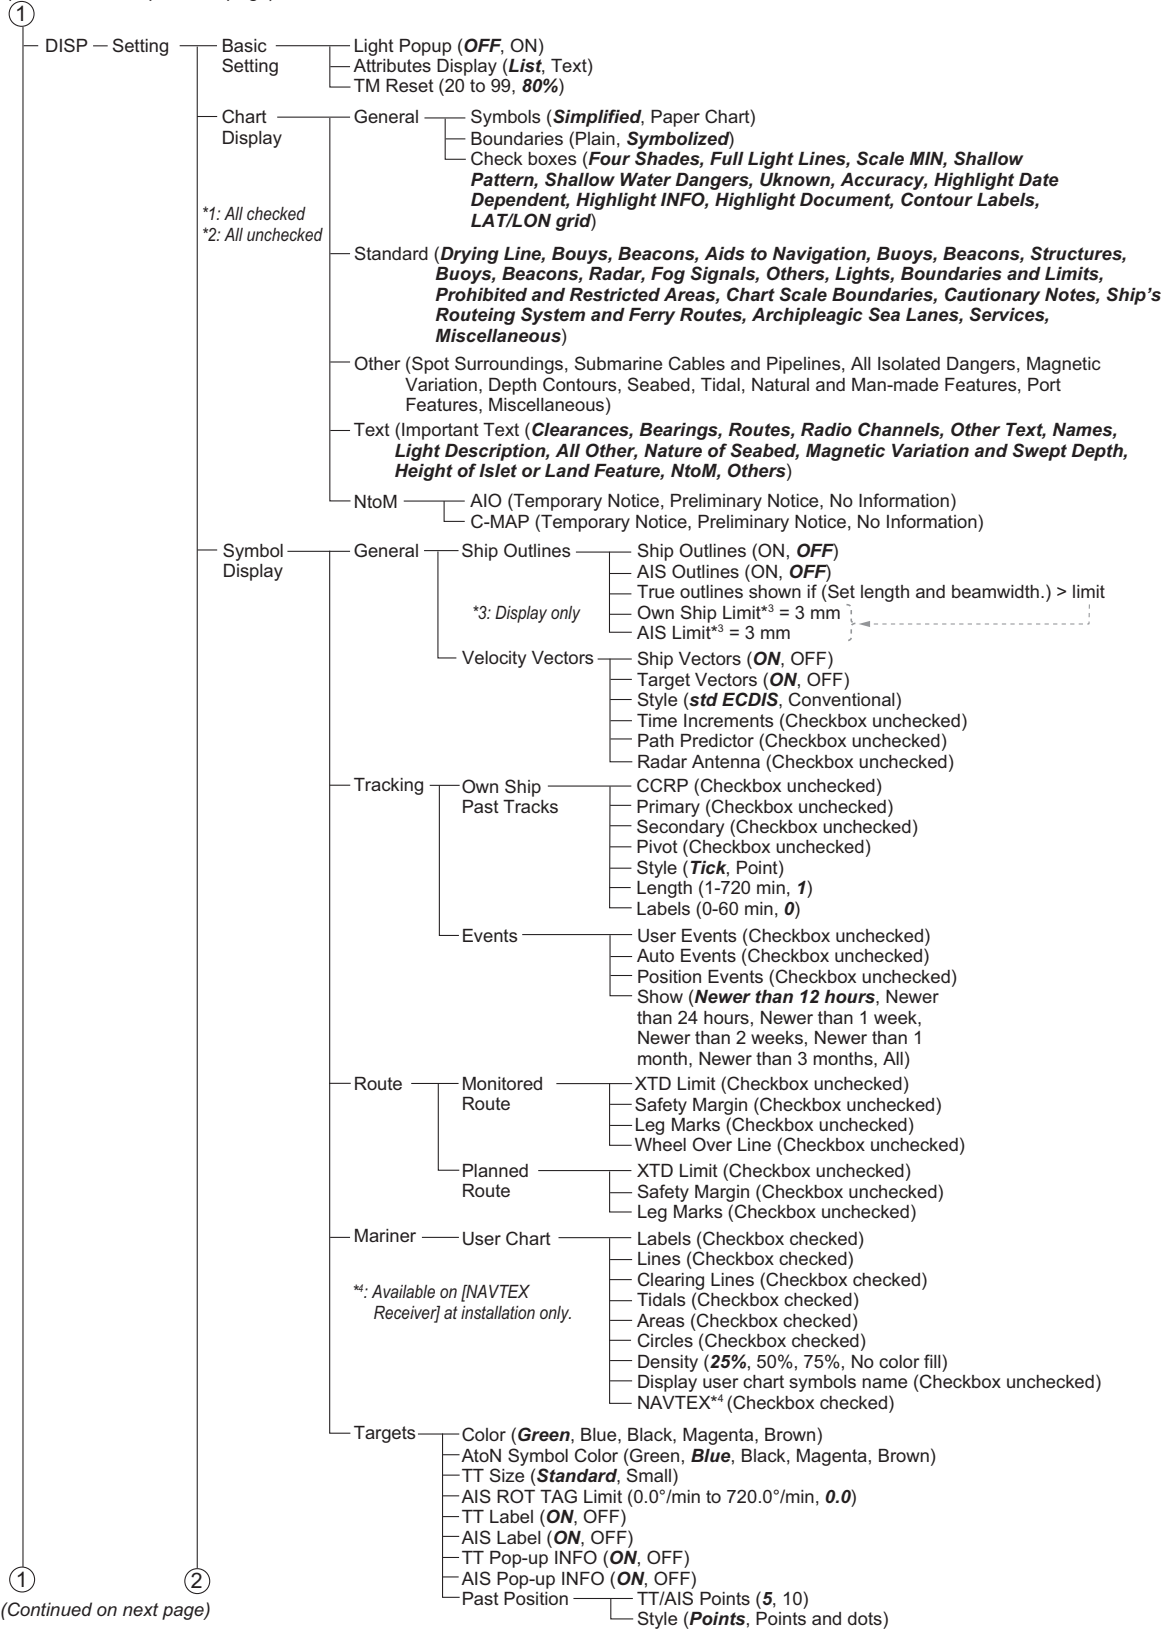 1
DISP Setting Basic Setting Light Popup (OFF, ON)
Attributes Display (List, Text)
TM Reset (20 to 99, 80%)
Chart Display General Symbols (Simplified, Paper Chart)
Boundaries (Plain, Symbolized)
Check boxes (Four Shades, Full Light Lines, Scale MIN, Shallow
Pattern, Shallow Water Dangers, Uknown, Accuracy, Highlight Date
Dependent, Highlight INFO, Highlight Document, Contour Labels,
LAT/LON grid)
*1: All checked
*2: All unchecked
Standard (Drying Line, Bouys, Beacons, Aids to Navigation, Buoys, Beacons, Structures,
Buoys, Beacons, Radar, Fog Signals, Others, Lights, Boundaries and Limits,
Prohibited and Restricted Areas, Chart Scale Boundaries, Cautionary Notes, Ship's
Routeing System and Ferry Routes, Archipleagic Sea Lanes, Services,
Miscellaneous)
Other (Spot Surroundings, Submarine Cables and Pipelines, All Isolated Dangers, Magnetic
Variation, Depth Contours, Seabed, Tidal, Natural and Man-made Features, Port
Features, Miscellaneous)
Text (Important Text (Clearances, Bearings, Routes, Radio Channels, Other Text, Names,
Light Description, All Other, Nature of Seabed, Magnetic Variation and Swept Depth,
Height of Islet or Land Feature, NtoM, Others)
NtoM AIO (Temporary Notice, Preliminary Notice, No Information)
C-MAP (Temporary Notice, Preliminary Notice, No Information)
Symbol Display General Ship Outlines Ship Outlines (ON, OFF)
AIS Outlines (ON, OFF)
True outlines shown if (Set length and beamwidth.) > limit
*3: Display only
Own Ship Limit*3 = 3 mm
AIS Limit*3 = 3 mm
Velocity Vectors Ship Vectors (ON, OFF)
Target Vectors (ON, OFF)
Style (std ECDIS, Conventional)
Time Increments (Checkbox unchecked)
Path Predictor (Checkbox unchecked)
Radar Antenna (Checkbox unchecked)
Tracking Own Ship Past Tracks CCRP (Checkbox unchecked)
Primary (Checkbox unchecked)
Secondary (Checkbox unchecked)
Pivot (Checkbox unchecked)
Style (Tick, Point)
Length (1-720 min, 1)
Labels (0-60 min, 0)
Events User Events (Checkbox unchecked)
Auto Events (Checkbox unchecked)
Position Events (Checkbox unchecked)
Show (Newer than 12 hours, Newer
than 24 hours, Newer than 1 week,
Newer than 2 weeks, Newer than 1
month, Newer than 3 months, All)
Route Monitored Route XTD Limit (Checkbox unchecked)
Safety Margin (Checkbox unchecked)
Leg Marks (Checkbox unchecked)
Wheel Over Line (Checkbox unchecked)
Planned Route XTD Limit (Checkbox unchecked)
Safety Margin (Checkbox unchecked)
Leg Marks (Checkbox unchecked)
Mariner User Chart Labels (Checkbox checked)
Lines (Checkbox checked)
Clearing Lines (Checkbox checked)
Tidals (Checkbox checked)
Areas (Checkbox checked)
Circles (Checkbox checked)
Density (25%, 50%, 75%, No color fill)
Display user chart symbols name (Checkbox unchecked)
NAVTEX*4 (Checkbox checked)
*4: Available on [NAVTEX
Receiver] at installation only.
Targets Color (Green, Blue, Black, Magenta, Brown)
AtoN Symbol Color (Green, Blue, Black, Magenta, Brown)
TT Size (Standard, Small)
AIS ROT TAG Limit (0.0°/min to 720.0°/min, 0.0)
TT Label (ON, OFF)
AIS Label (ON, OFF)
TT Pop-up INFO (ON, OFF)
AIS Pop-up INFO (ON, OFF)
Past Position TT/AIS Points (5, 10)
Style (Points, Points and dots)
1 2
(Continued on next page)